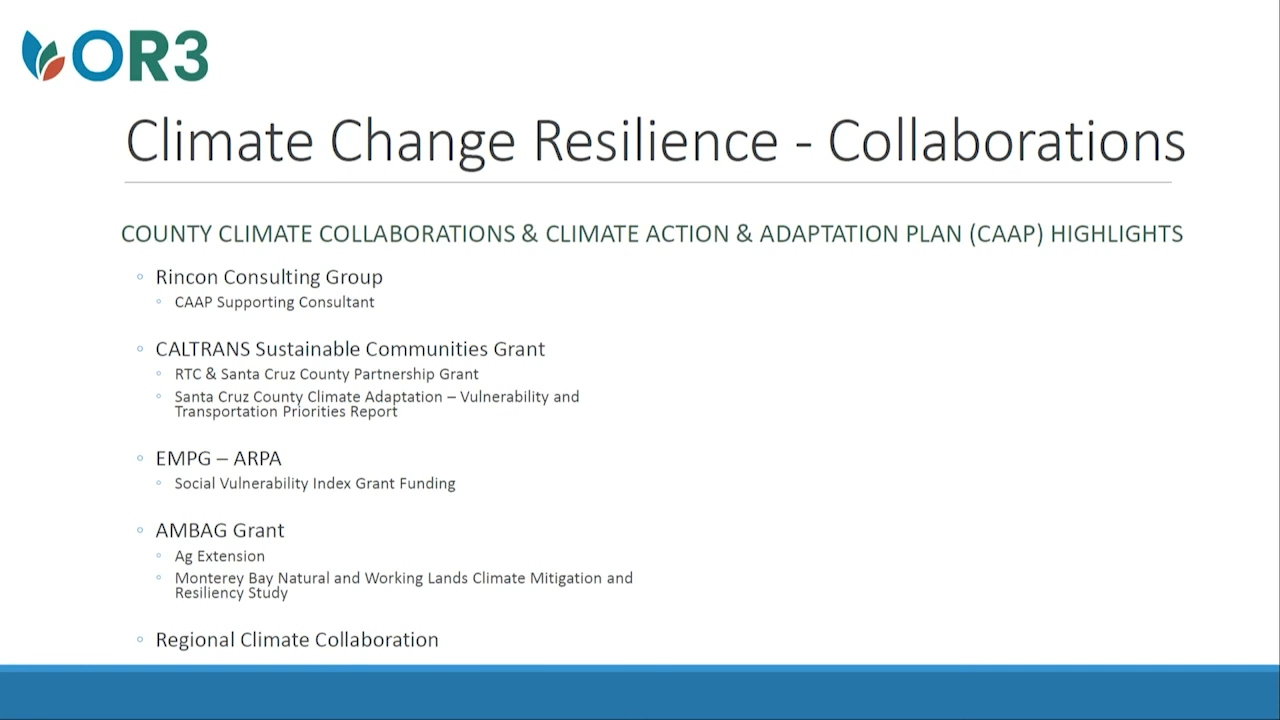 OR3
Climate Change Resilience - Collaborations
COUNTY CLIMATE COLLABORATIONS & CLIMATE ACTION & ADAPTATION PLAN (CAAP) HIGHLIGHTS
Rincon Consulting Group
CAAP Supporting Consultant
CALTRANS Sustainable Communities Grant
RTC & Santa Cruz County Partnership Grant
Santa Cruz County Climate Adaptation – Vulnerability and
Transportation Priorities Report
EMPG – ARPA
Social Vulnerability Index Grant Funding
AMBAG Grant
Ag Extension
Monterey Bay Natural and Working Lands Climate Mitigation and
Resiliency Study
Regional Climate Collaboration